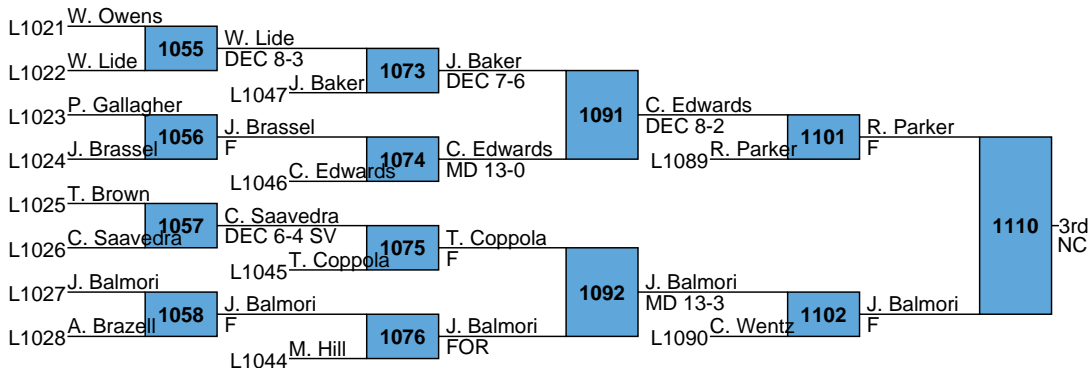 L1021 W. Owens
1055
W. Lide
DEC 8-3
L1022 W. Lide
1073
J. Baker
DEC 7-6
L1047 J. Baker
L1023 P. Gallagher
1056
J. Brassel
F
L1024 J. Brassel
1074
C. Edwards
MD 13-0
L1046 C. Edwards
1091
C. Edwards
DEC 8-2
1101
R. Parker
F
L1089 R. Parker
L1025 T. Brown
1057
C. Saavedra
DEC 6-4 SV
L1026 C. Saavedra
1075
T. Coppola
F
L1045 T. Coppola
L1027 J. Balmori
1058
J. Balmori
F
L1028 A. Brazell
1076
J. Balmori
FOR
L1044 M. Hill
1092
J. Balmori
MD 13-3
1102
J. Balmori
F
L1090 C. Wentz
1110
3rd
NC